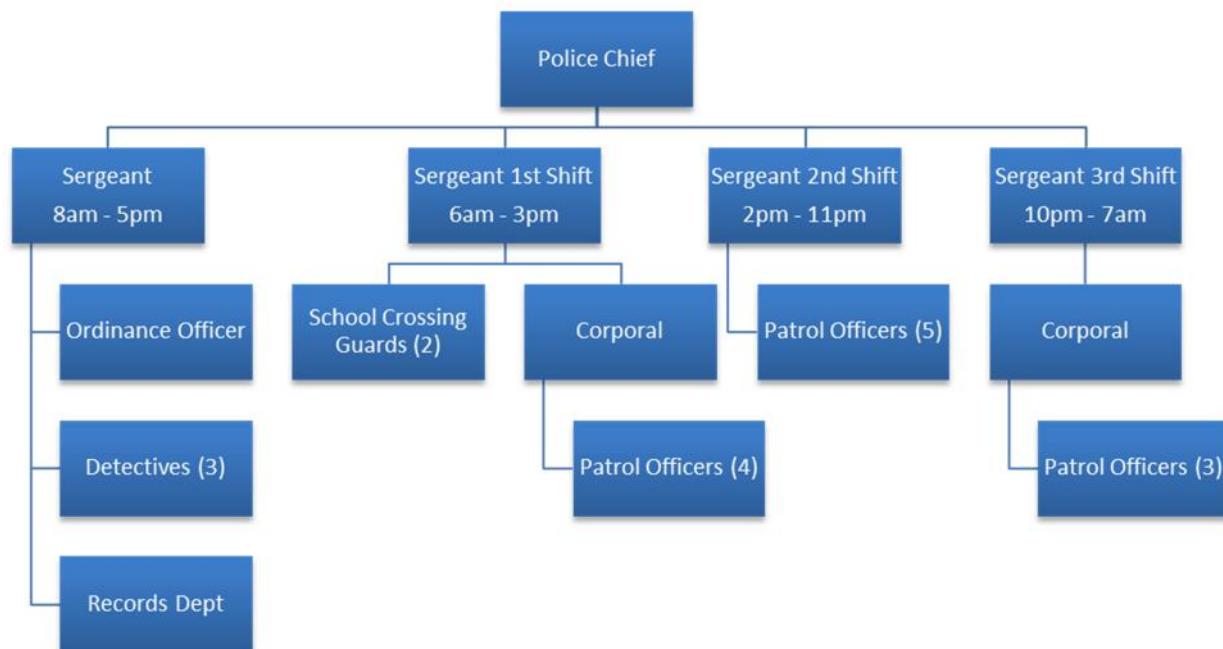 Police Chief
Sergeant
8am - 5pm
Sergeant 1st Shift
6am - 3pm
Sergeant 2nd Shift
2pm - 11pm
Sergeant 3rd Shift
10pm - 7am
Ordinance Officer
School Crossing
Guards (2)
Corporal
Patrol Officers (5)
Corporal
Detectives (3)
Patrol Officers (4)
Patrol Officers (3)
Records Dept